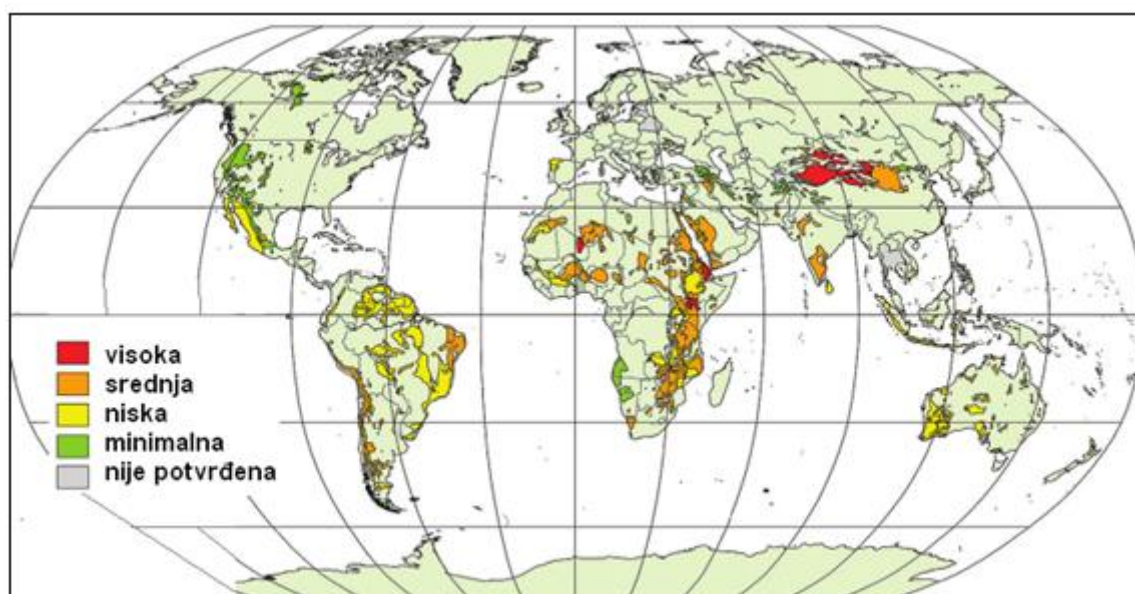 visoka
srednja
niska
minimalna
nije potvrđena